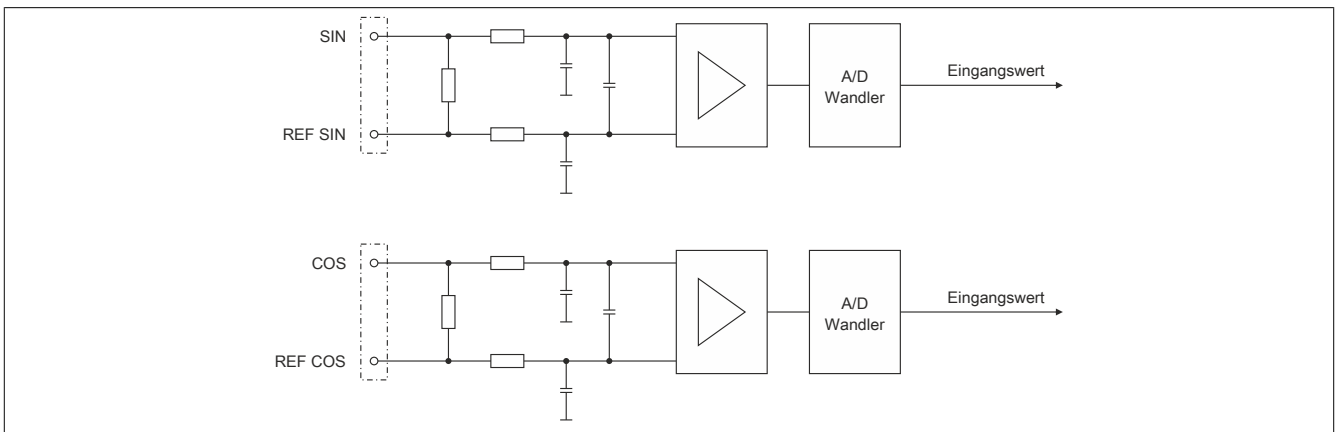 SIN
REF SIN
A/D
Wandler
Eingangswert
COS
REF COS
A/D
Wandler
Eingangswert